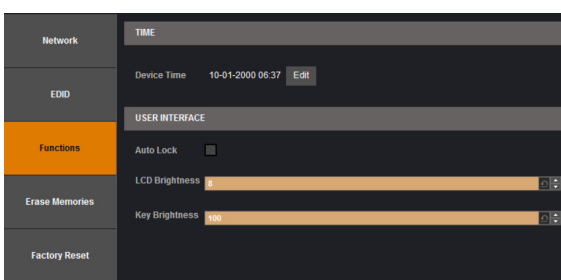 Network
EDID
Functions
Erase Memories
Factory Reset
TIME
Device Time 10-01-2000 06:37 Edit
USER INTERFACE
Auto Lock
LCD Brightness 8
Key Brightness 100